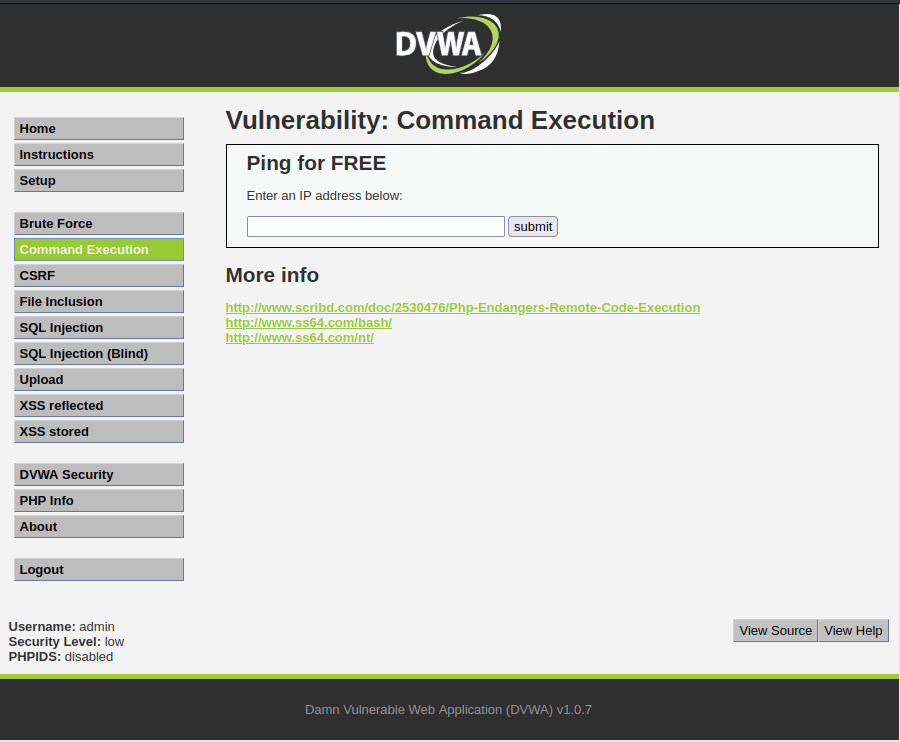 DVWA
Home
Instructions
Setup
Brute Force
Command Execution
CSRF
File Inclusion
SQL Injection
SQL Injection (Blind)
Upload
XSS reflected
XSS stored
DVWA Security
PHP Info
About
Logout
Vulnerability: Command Execution
Ping for FREE
Enter an IP address below:
submit
More info
http://www.scribd.com/doc/2530476/Php-Endangers-Remote-Code-Execution
http://www.ss64.com/bash/
http://www.ss64.com/nt/
Username: admin
Security Level: low
PHPIDS: disabled
View Source View Help
Damn Vulnerable Web Application (DVWA) v1.0.7